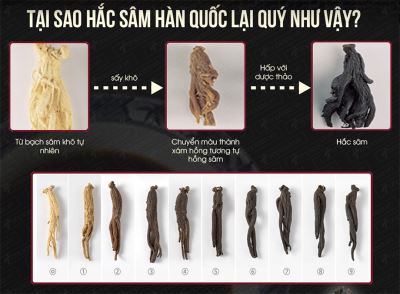 TẠI SAO HẮC SÂM HÀN QUỐC LẠI QUÝ NHƯ VẬY?
sấy khô
Hấp với
dược thảo
Từ bạch sâm khô tự
nhiên
Chuyển màu thành
xám hồng tương tự
hồng sâm
Hắc sâm
⓪ ① ② ③ ④ ⑤ ⑥ ⑦ ⑧ ⑨